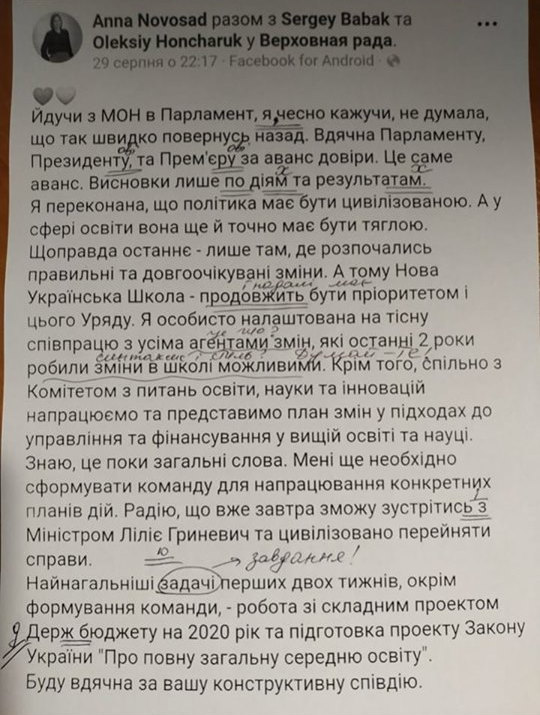 Anna Novosad разом з Sergey Babak та
Oleksiy Honcharuk у Верховная рада.
29 серпня о 22:17 · Facebook for Android ·
Йдучи з МОН в Парламент, я чесно кажучи, не думала,
що так швидко повернусь назад. Вдячна Парламенту,
ові ові
Президенту, та Прем'єру за аванс довіри. Це саме
х х
аванс. Висновки лише по діям та результатам.
Я переконана, що політика має бути цивілізованою. А у
сфері освіти вона ще й точно має бути тяглою.
Щоправда останнє - лише там, де розпочались
правильні та довгоочікувані зміни. А тому Нова
і надалі має
Українська Школа - продовжить бути пріоритетом і
цього Уряду. Я особисто налаштована на тісну
це що?
співпрацю з усіма агентами змін, які останні 2 роки
синтаксис і стиль?
робили зміни в школі можливими. Крім того, спільно з
Комітетом з питань освіти, науки та інновацій
напрацюємо та представимо план змін у підходах до
управління та фінансування у вищій освіті та науці.
Знаю, це поки загальні слова. Мені ще необхідно
сформувати команду для напрацювання конкретних
планів дій. Радію, що вже завтра зможу зустрітись з
Міністром Лілію Гриневич та цивілізовано перейняти
справи.
ю завдання!
Найнагальніші задачі перших двох тижнів, окрім
формування команди, - робота зі складним проектом
д Держ бюджету на 2020 рік та підготовка проекту Закону
України "Про повну загальну середню освіту".
Буду вдячна за вашу конструктивну співдію.